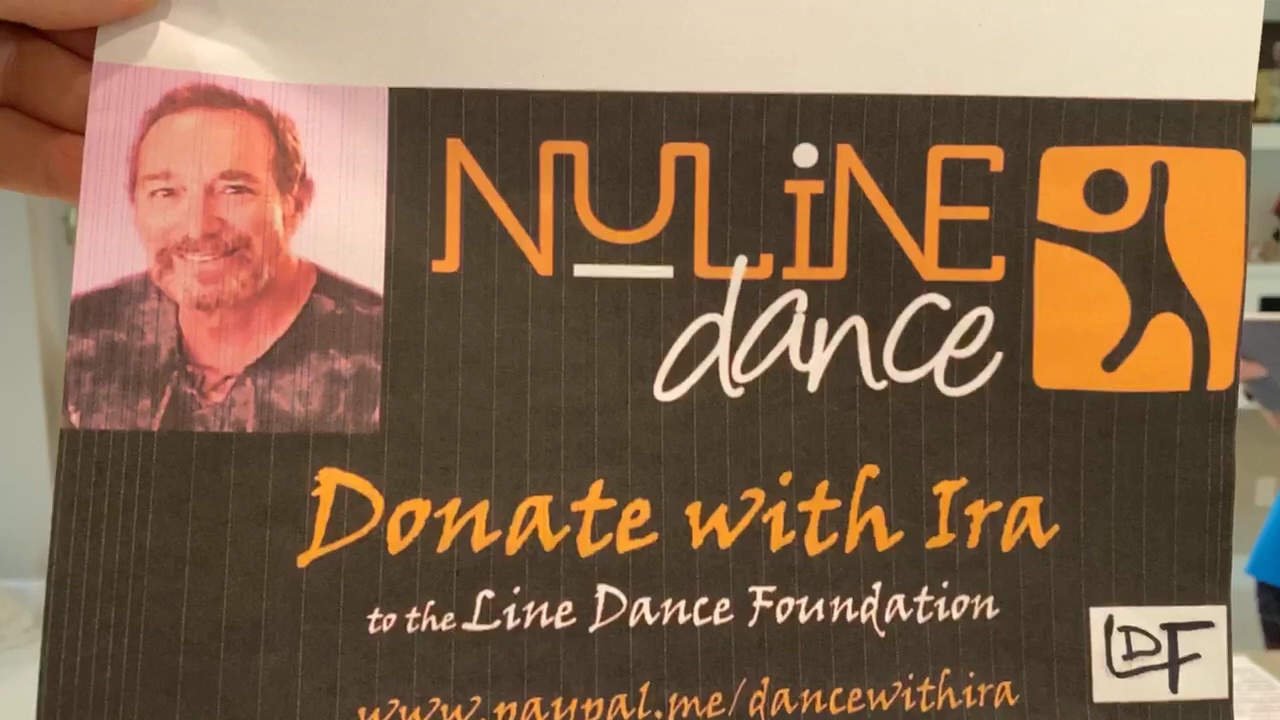 NULiNE
dance
Donate with Ira
to the Line Dance Foundation
LDF
www.paypal.me/dancewithira